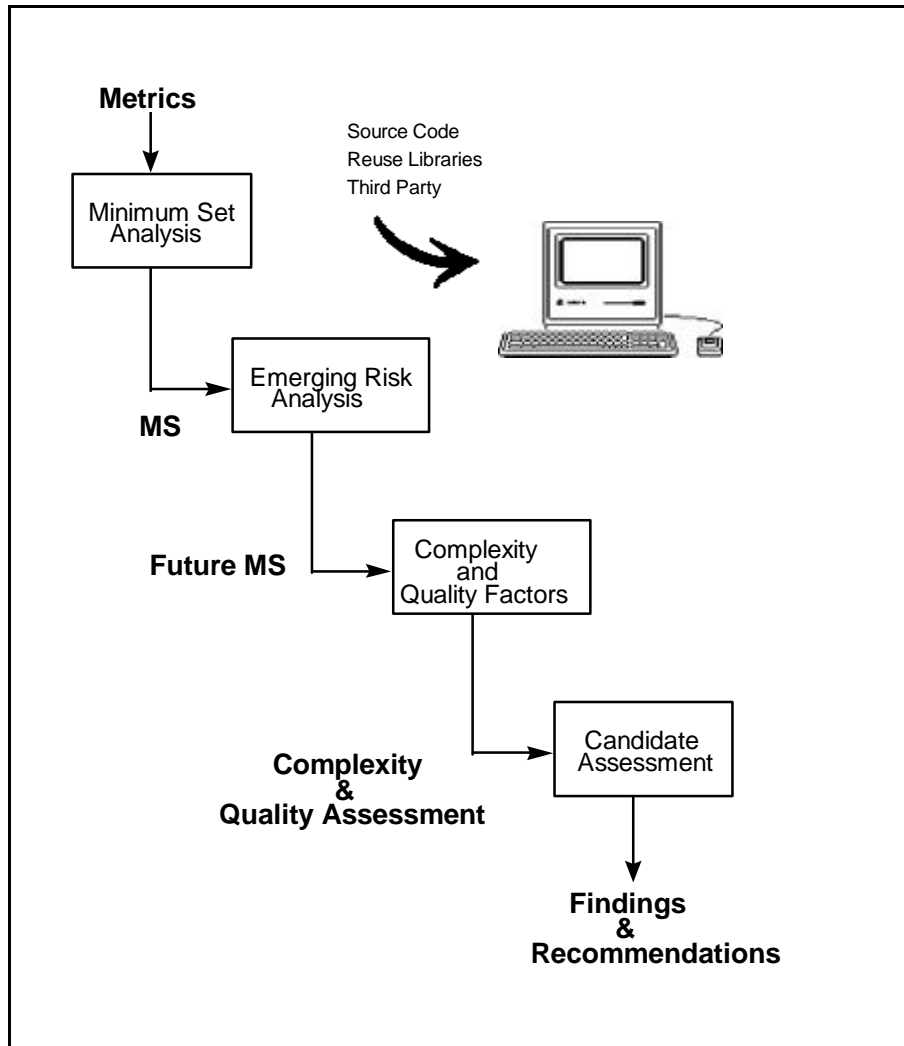 Metrics
Source Code
Reuse Libraries
Third Party
Minimum Set
Analysis
Emerging Risk
Analysis
MS
Complexity
and
Quality Factors
Future MS
Candidate
Assessment
Complexity
&
Quality Assessment
Findings
&
Recommendations